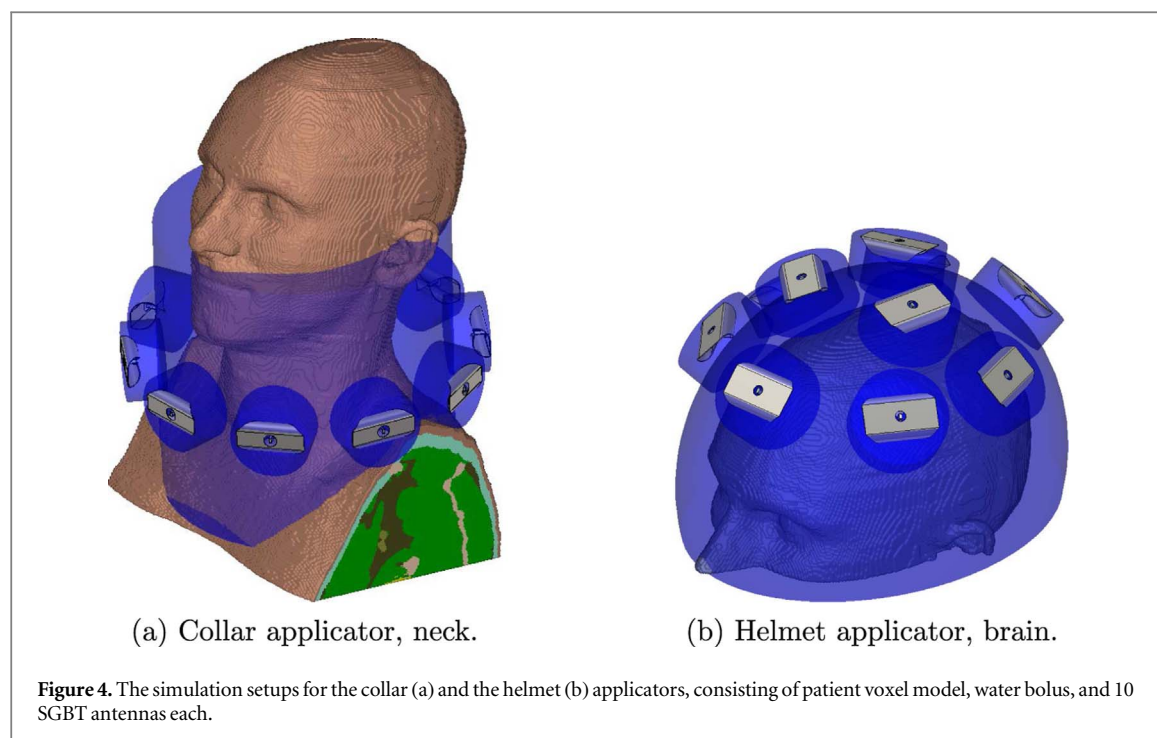 (a) Collar applicator, neck.
(b) Helmet applicator, brain.
Figure 4. The simulation setups for the collar (a) and the helmet (b) applicators, consisting of patient voxel model, water bolus, and 10
SGBT antennas each.